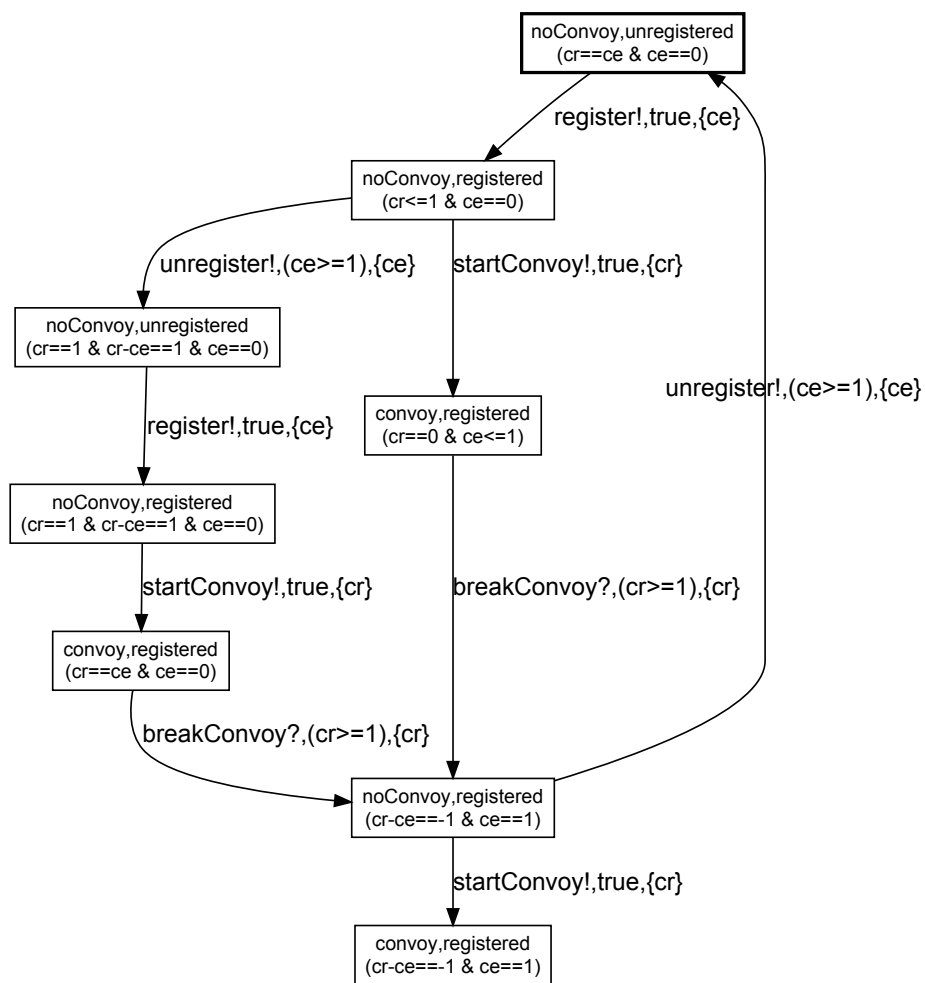 noConvoy,unregistered
(cr==ce & ce==0)
register!,true,{ce}
noConvoy,registered
(cr<=1 & ce==0)
unregister!,(ce>=1),{ce}
startConvoy!,true,{cr}
noConvoy,unregistered
(cr==1 & cr-ce==1 & ce==0)
unregister!,(ce>=1),{ce}
convoy,registered
(cr==0 & ce<=1)
register!,true,{ce}
noConvoy,registered
(cr==1 & cr-ce==1 & ce==0)
startConvoy!,true,{cr}
breakConvoy?,(cr>=1),{cr}
convoy,registered
(cr==ce & ce==0)
breakConvoy?,(cr>=1),{cr}
noConvoy,registered
(cr-ce==-1 & ce==1)
startConvoy!,true,{cr}
convoy,registered
(cr-ce==-1 & ce==1)